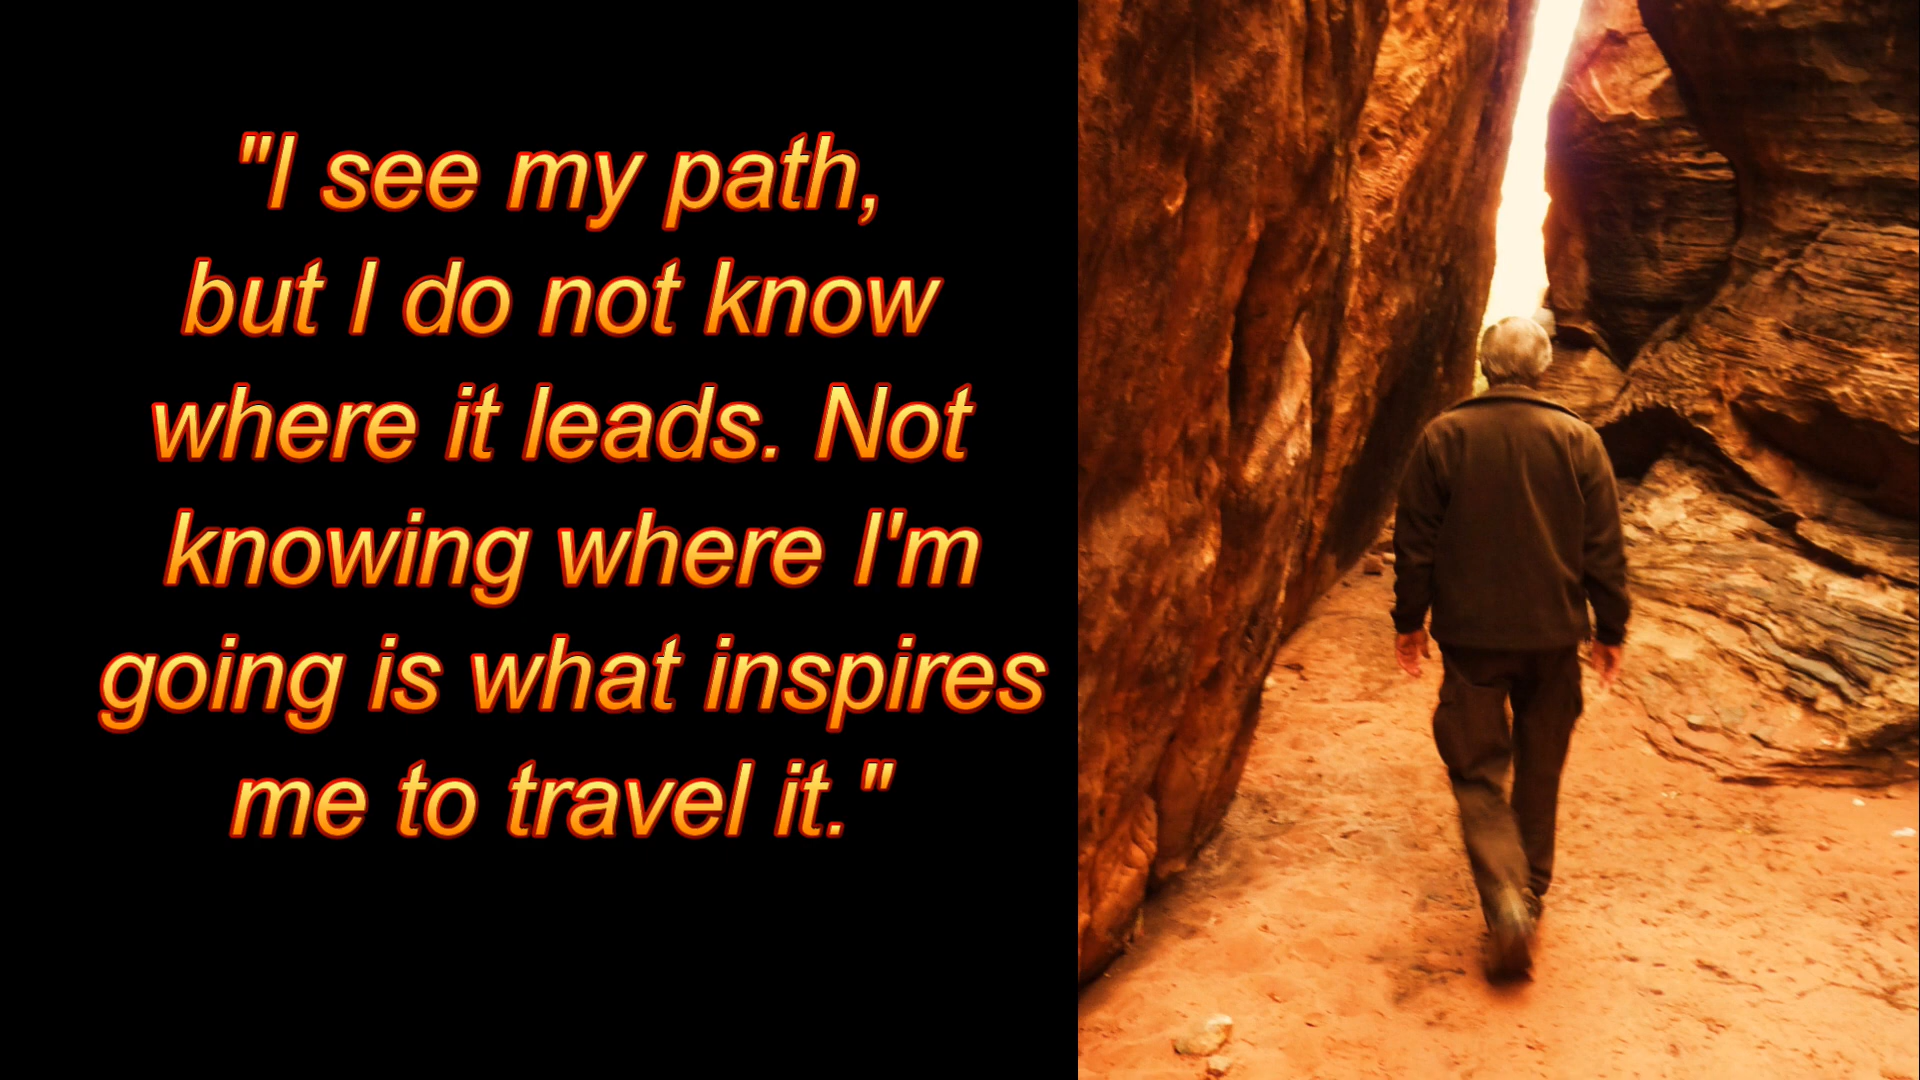 "I see my path,
but I do not know
where it leads. Not
knowing where I'm
going is what inspires
me to travel it."